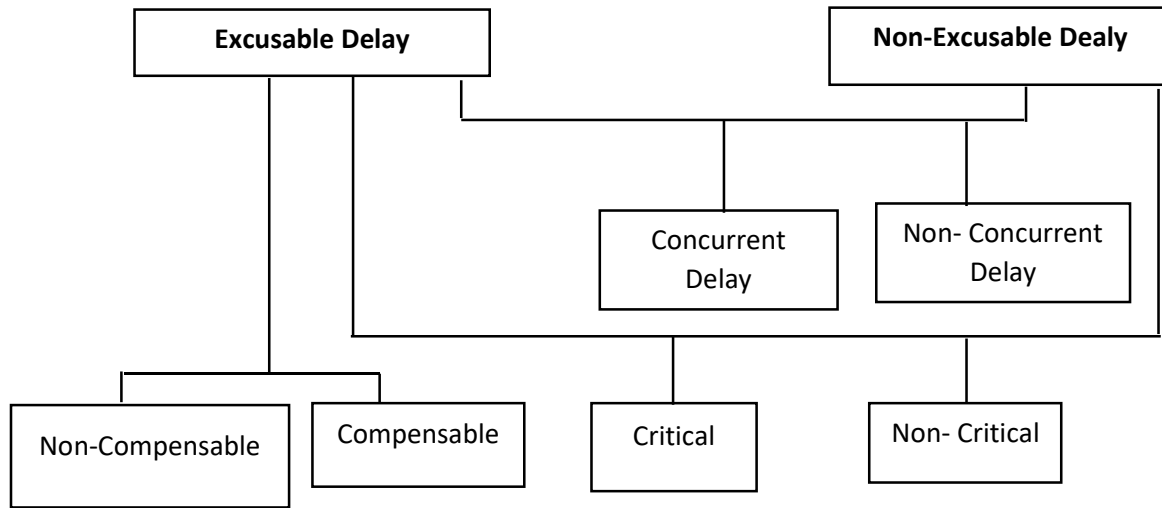 Excusable Delay
Non-Excusable Dealy
Concurrent
Delay
Non- Concurrent
Delay
Non-Compensable
Compensable
Critical
Non- Critical